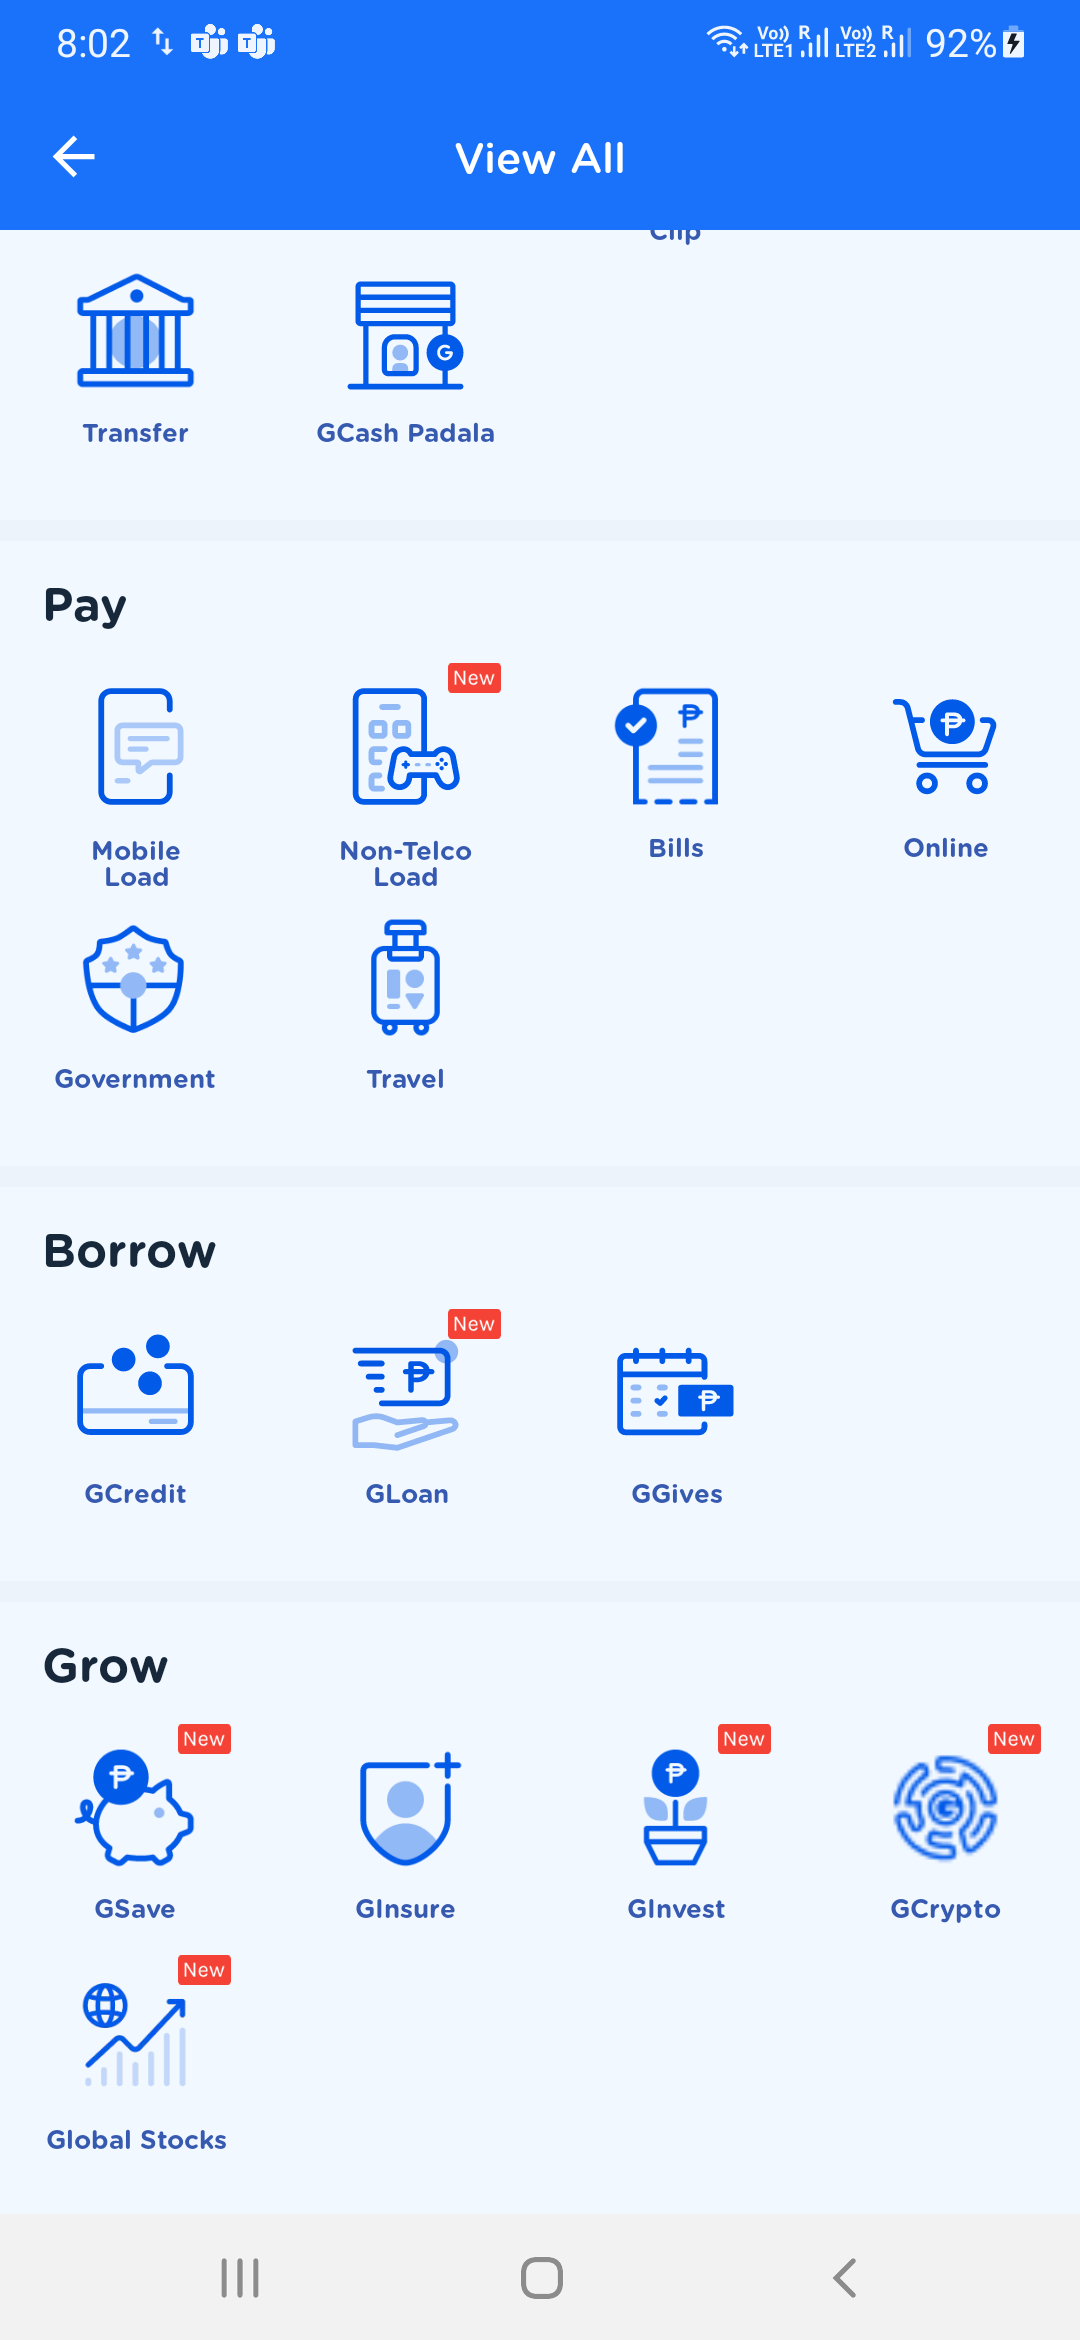 8:02
Vo)) R Vo)) R
LTE1 LTE2 92%
View All
Clip
Transfer GCash Padala
Pay
New
Mobile Load
Non-Telco Load
Bills
Online
Government
Travel
Borrow
New
GCredit
GLoan
GGives
Grow
New New New
GSave
GInsure
GInvest
GCrypto
New
Global Stocks